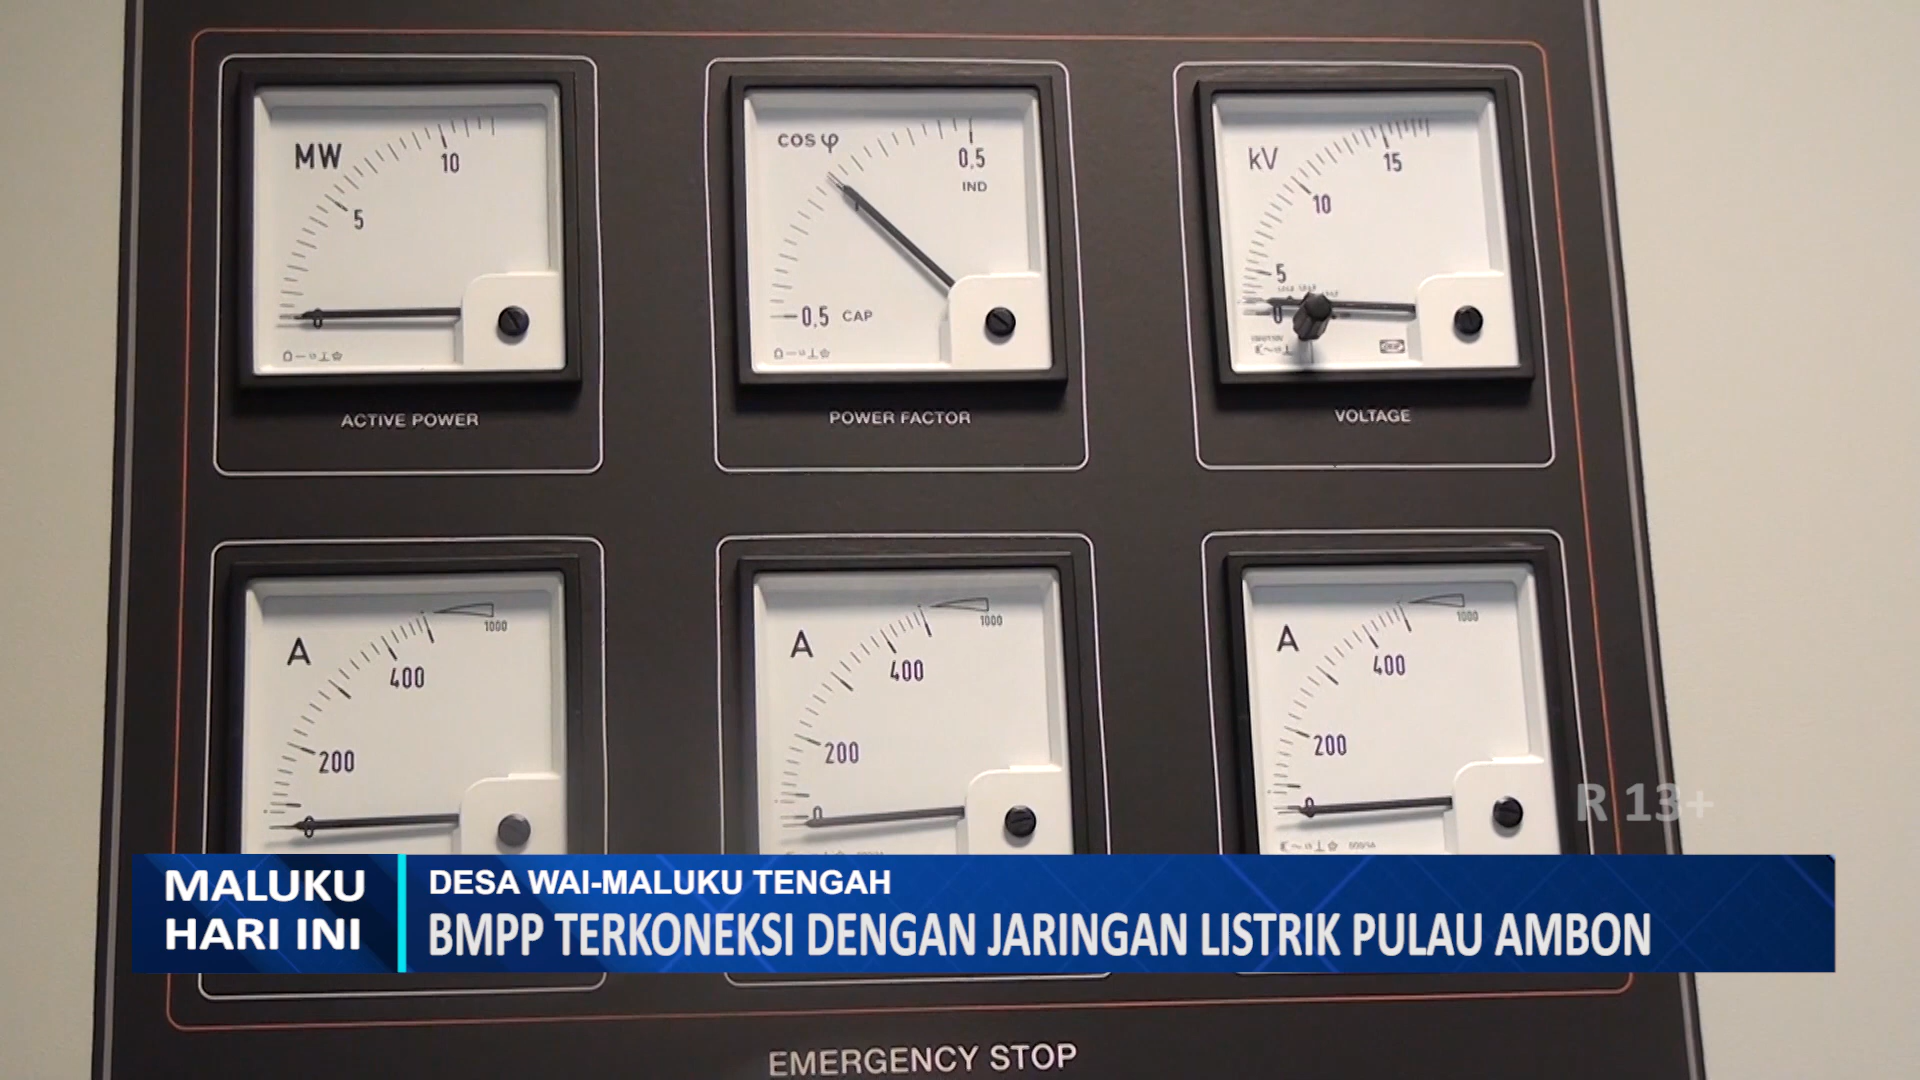 MW
10
5
0
ACTIVE POWER
cos φ
0,5
IND
1
0,5 CAP
POWER FACTOR
kV
15
10
5
0
VOLTAGE
A
1000
400
200
0
A
1000
400
200
0
A
1000
400
200
0
R 13+
MALUKU
HARI INI
DESA WAI-MALUKU TENGAH
BMPP TERKONEKSI DENGAN JARINGAN LISTRIK PULAU AMBON
EMERGENCY STOP